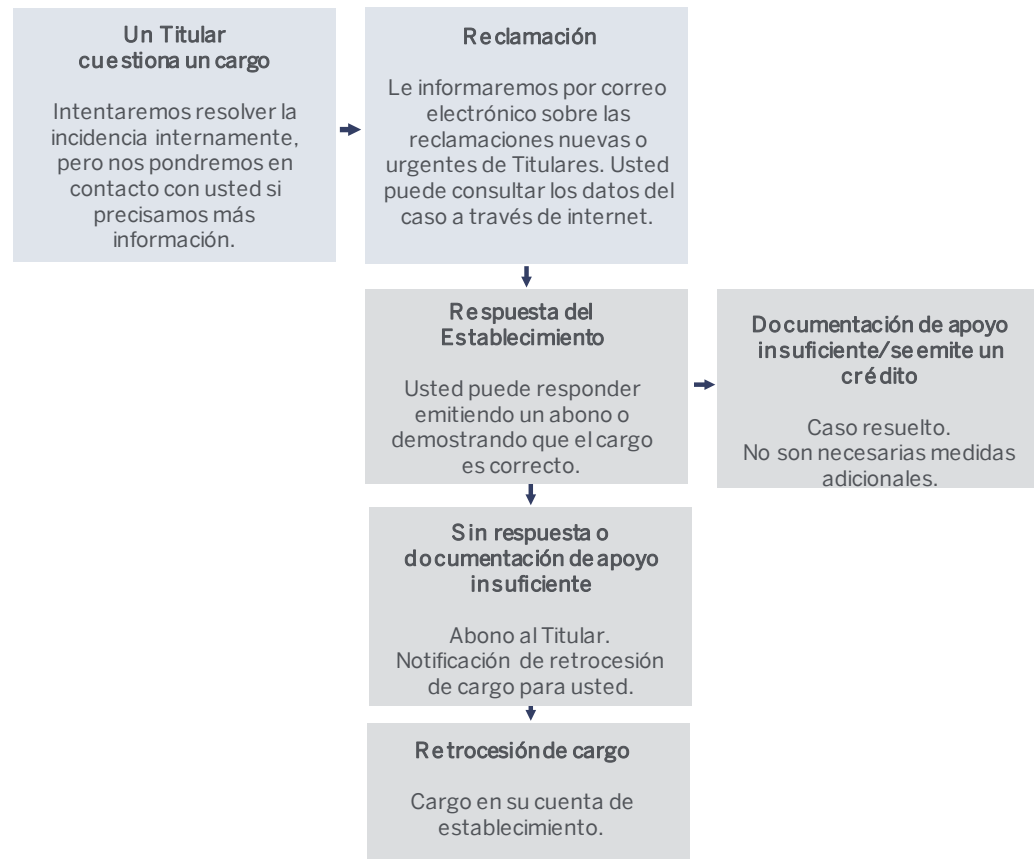 Un Titular
cuestiona un cargo
Intentaremos resolver la
incidencia internamente,
pero nos pondremos en
contacto con usted si
precisamos más
información.
Reclamación
Le informaremos por correo
electrónico sobre las
reclamaciones nuevas o
urgentes de Titulares. Usted
puede consultar los datos del
caso a través de internet.
Respuesta del
Establecimiento
Usted puede responder
emitiendo un abono o
demostrando que el cargo
es correcto.
Documentación de apoyo
insuficiente/se emite un
crédito
Caso resuelto.
No son necesarias medidas
adicionales.
Sin respuesta o
documentación de apoyo
insuficiente
Abono al Titular.
Notificación de retrocesión
de cargo para usted.
Retrocesión de cargo
Cargo en su cuenta de
establecimiento.